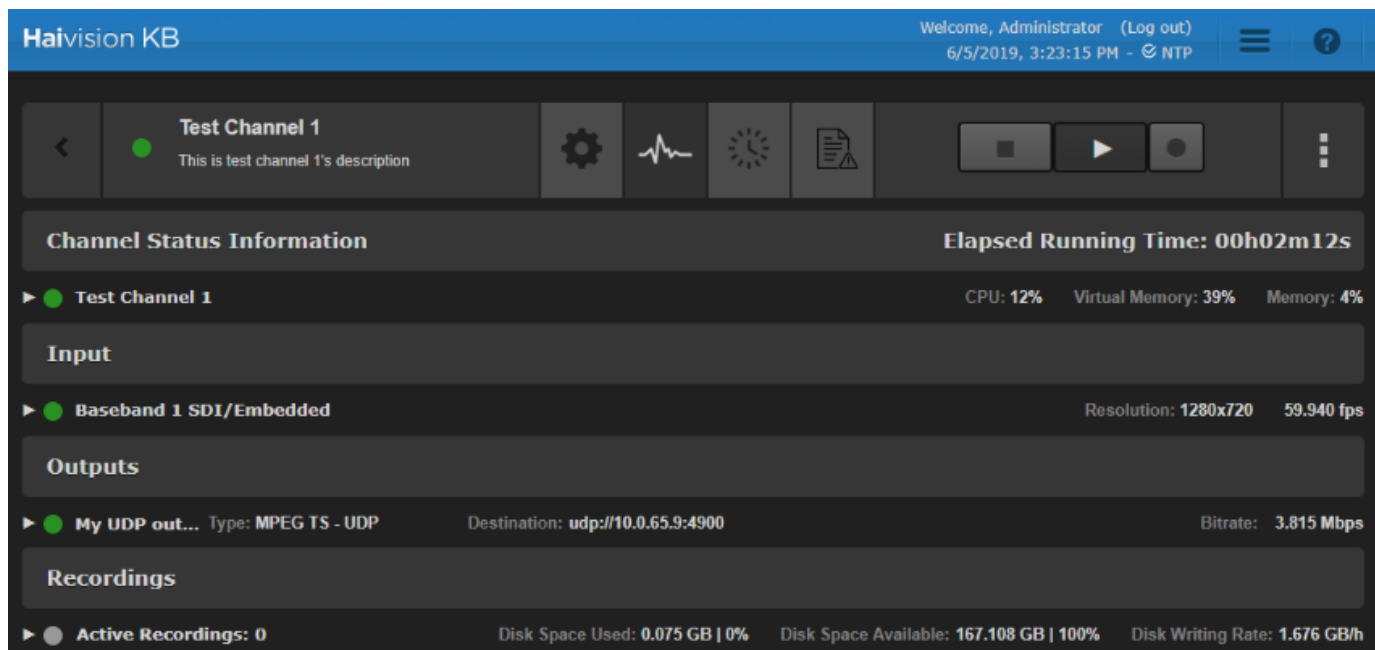 Haivision KB
Welcome, Administrator (Log out)
6/5/2019, 3:23:15 PM - NTP
Test Channel 1
This is test channel 1's description
Channel Status Information Elapsed Running Time: 00h02m12s
Test Channel 1 CPU: 12% Virtual Memory: 39% Memory: 4%
Input
Baseband 1 SDI/Embedded Resolution: 1280x720 59.940 fps
Outputs
My UDP out... Type: MPEG TS - UDP Destination: udp://10.0.65.9:4900 Bitrate: 3.815 Mbps
Recordings
Active Recordings: 0 Disk Space Used: 0.075 GB | 0% Disk Space Available: 167.108 GB | 100% Disk Writing Rate: 1.676 GB/h